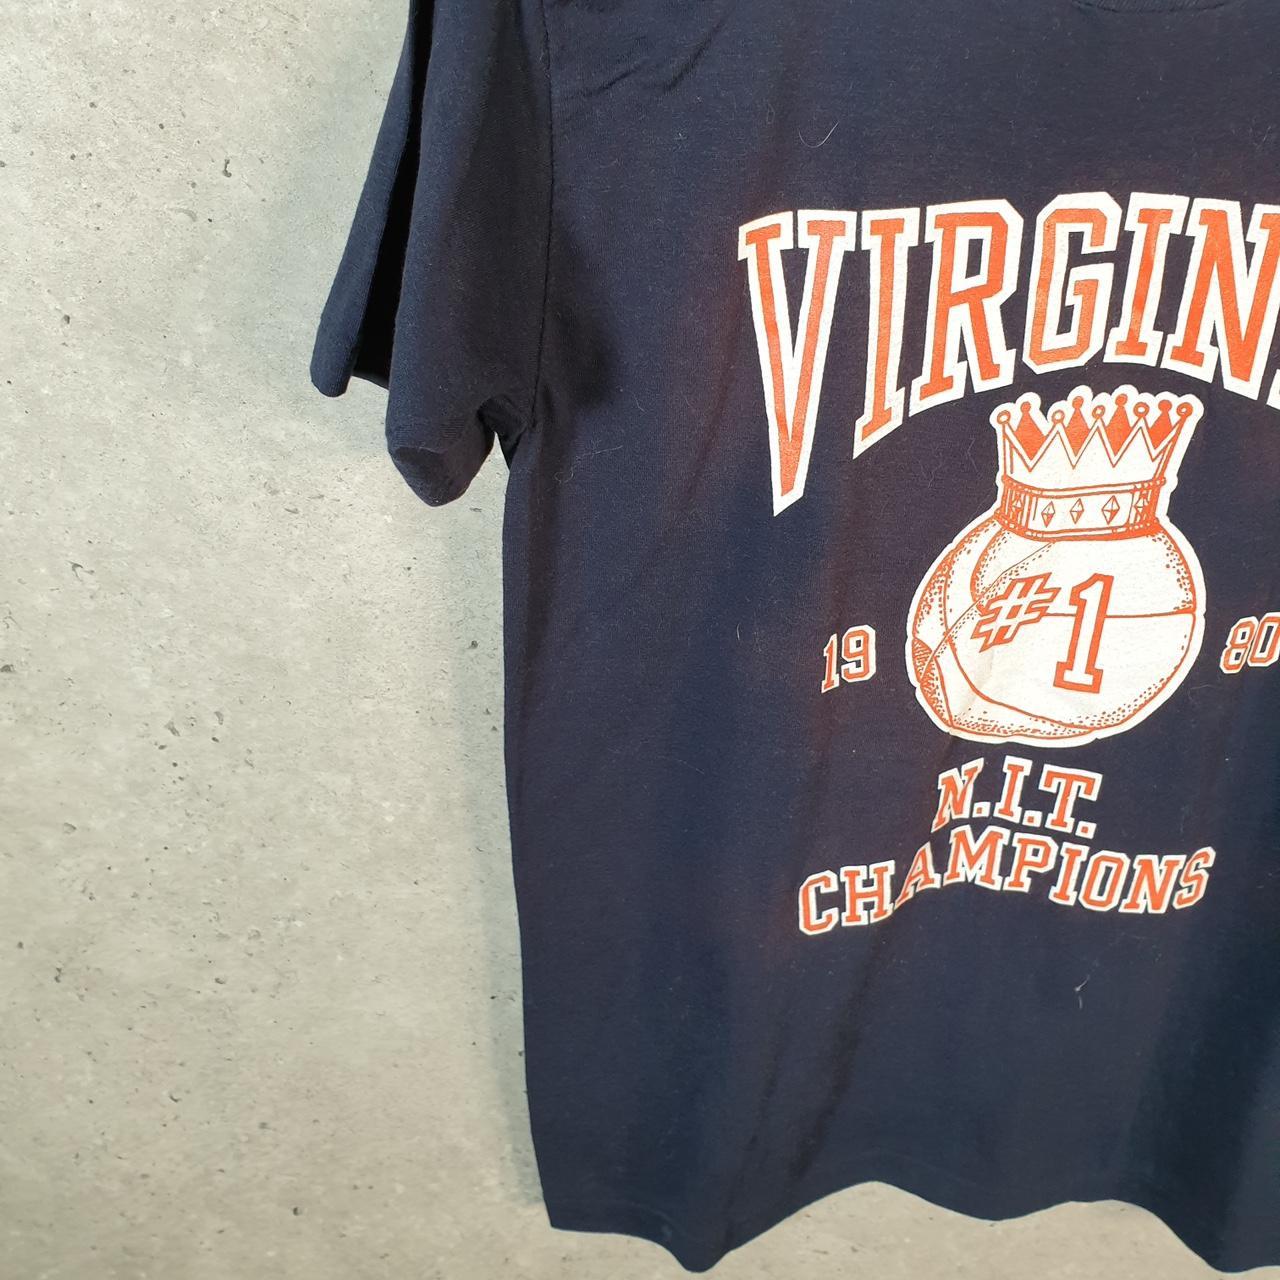 VIRGIN
#1
19 80
N.I.T.
CHAMPIONS